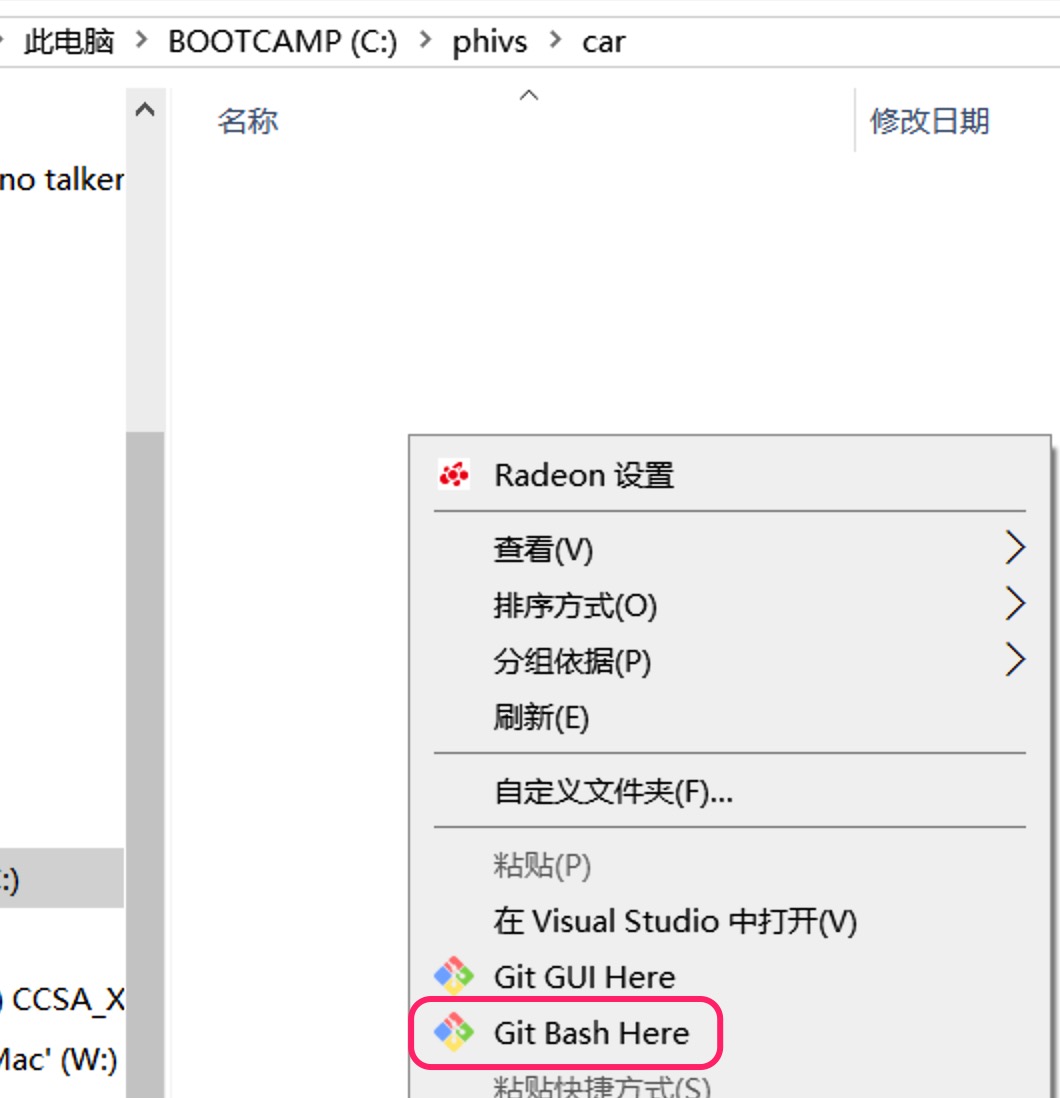 此电脑 > BOOTCAMP (C:) > phivs > car
名称
修改日期
no talker
Radeon 设置
查看(V)
排序方式(O)
分组依据(P)
刷新(E)
自定义文件夹(F)...
粘贴(P)
:)
在 Visual Studio 中打开(V)
Git GUI Here
CCSA_X
Git Bash Here
Mac' (W:)
粘贴快捷方式(S)